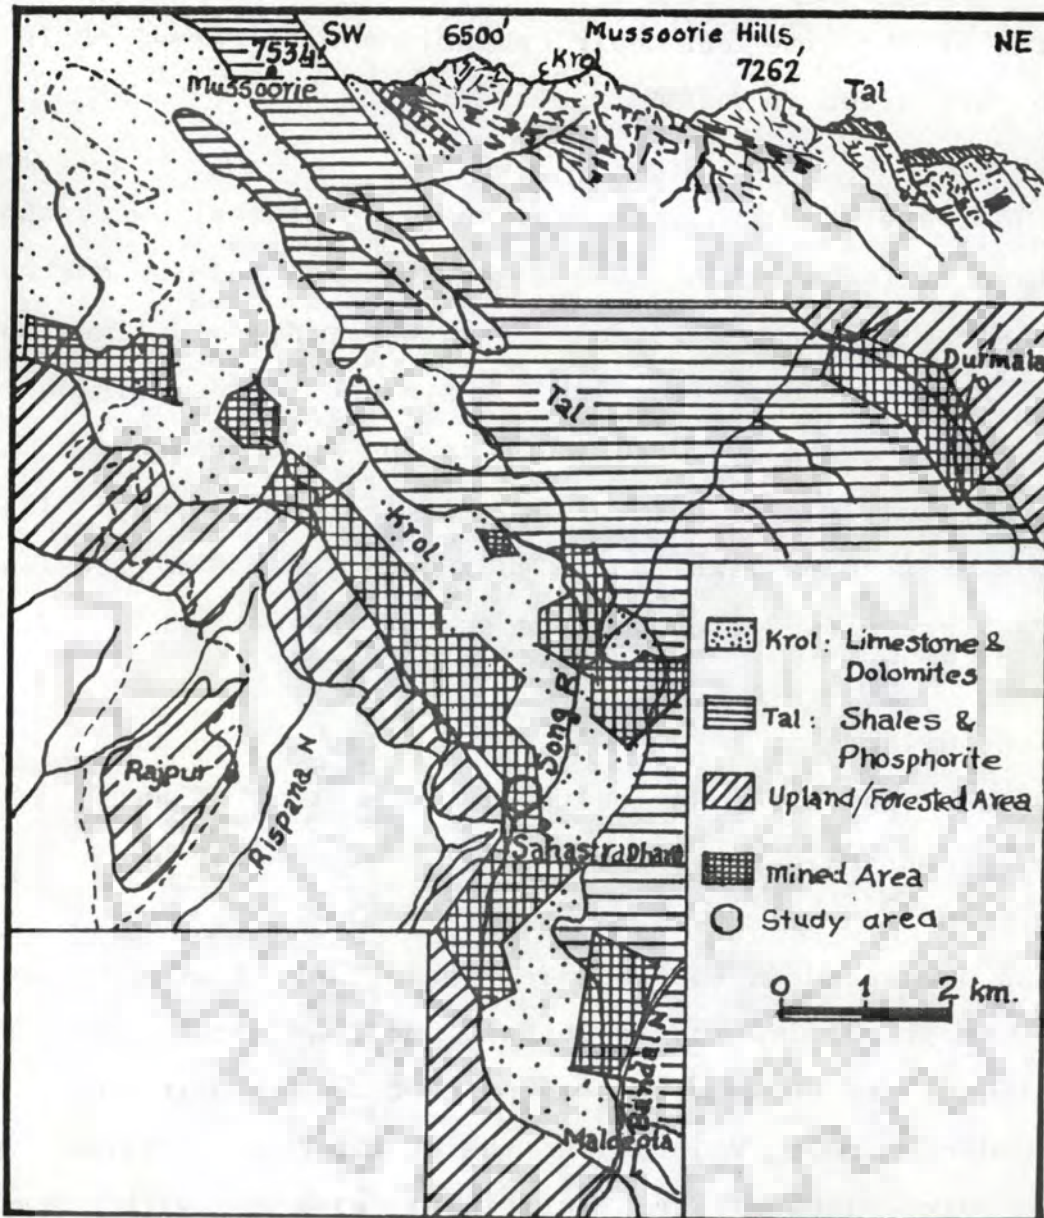 SW
6500'
Mussoorie Hills
NE
Krol
7262'
Tal
Mussoorie
Durmala
Tal
Krol
Song R
Rajpur
Rispana N
Sahastradhara
Bandal N
Maldeota
Krol: Limestone &
Dolomites
Tal: Shales &
Phosphorite
Upland/Forested Area
Mined Area
Study area
0 1 2 km.